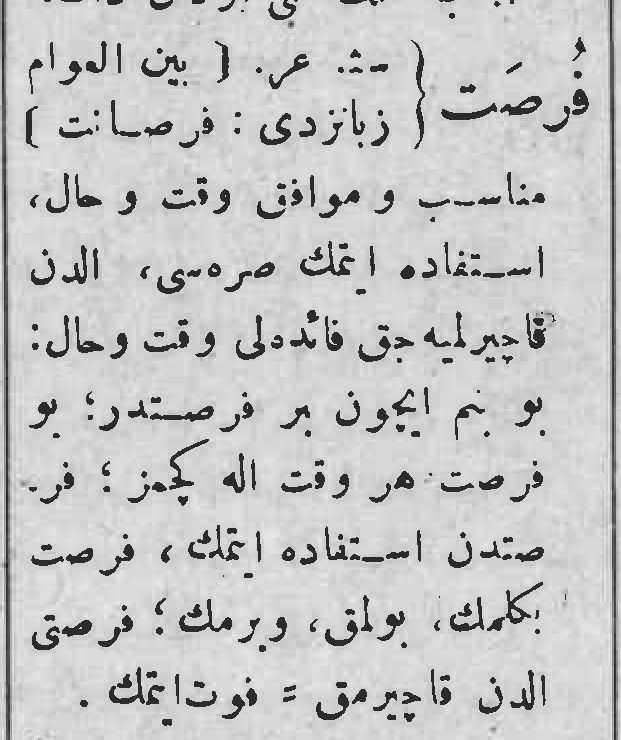 فُرصَت { مث. عر. [ بين العوام
زبانزدى : فرصانت ]
مناسب و موافق وقت و حال،
استفاده ايتمك صره‌سى، الدن
قاچيرلميه جق فائده‌لى وقت وحال:
بو بنم ايچون بر فرصتدر؛ بو
فرصت هر وقت اله كچمز ؛ فر-
صتدن استفاده ايتمك ، فرصت
بكلمك، بولمق، ويرمك؛ فرصتى
الدن قاچيرمق = فوت ايتمك .